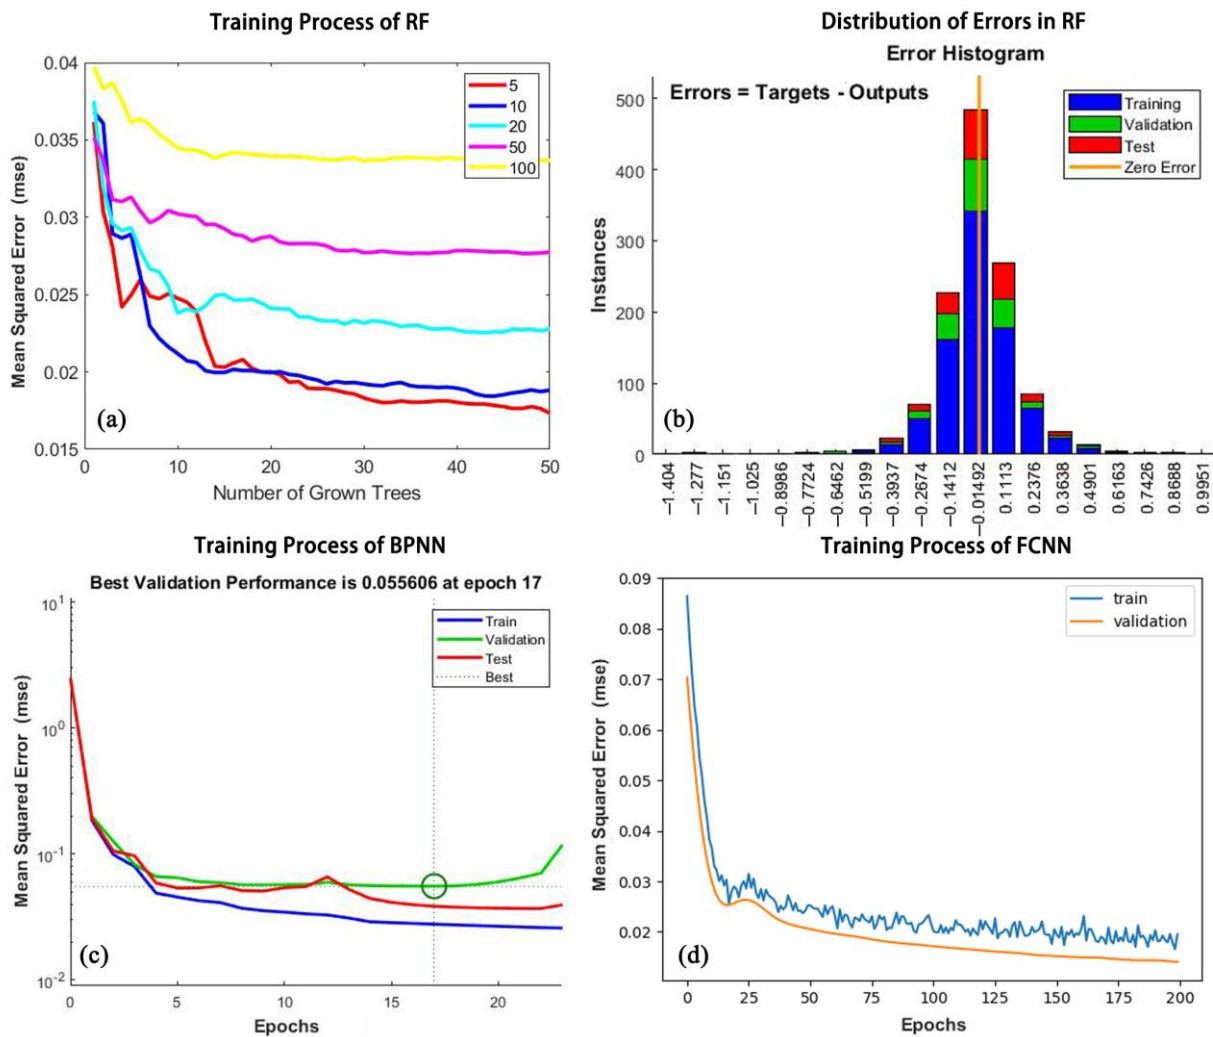 Training Process of RF
0.04
0.035
0.03
0.025
0.02
0.015
Mean Squared Error (mse)
5
10
20
50
100
(a)
0 10 20 30 40 50
Number of Grown Trees
Distribution of Errors in RF
Error Histogram
Errors = Targets - Outputs
500
400
300
200
100
0
Instances
Training
Validation
Test
Zero Error
(b)
−1.404
−1.277
−1.151
−1.025
−0.8986
−0.7724
−0.6462
−0.5199
−0.3937
−0.2674
−0.1412
−0.01492
0.1113
0.2376
0.3638
0.4901
0.6163
0.7426
0.8688
0.9951
Training Process of BPNN
Best Validation Performance is 0.055606 at epoch 17
10^1
10^0
10^-1
10^-2
Mean Squared Error (mse)
Train
Validation
Test
Best
(c)
0 5 10 15 20
Epochs
Training Process of FCNN
0.09
0.08
0.07
0.06
0.05
0.04
0.03
0.02
Mean Squared Error (mse)
train
validation
(d)
0 25 50 75 100 125 150 175 200
Epochs